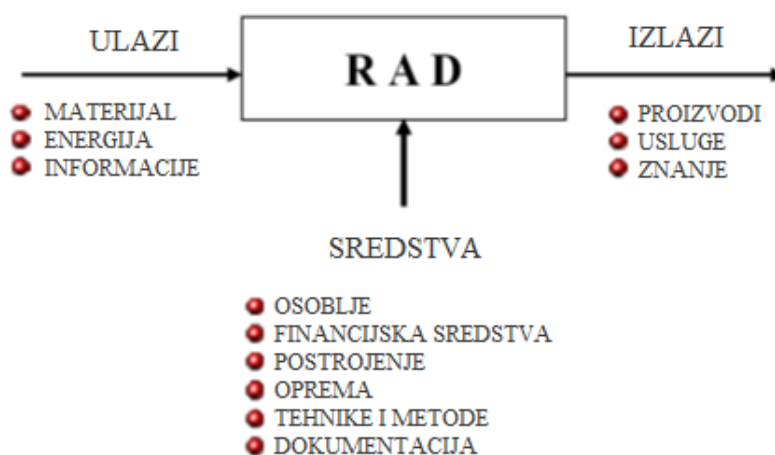 ULAZI
R A D
IZLAZI
MATERIJAL
ENERGIJA
INFORMACIJE
PROIZVODI
USLUGE
ZNANJE
SREDSTVA
OSOBLJE
FINANCIJSKA SREDSTVA
POSTROJENJE
OPREMA
TEHNIKE I METODE
DOKUMENTACIJA